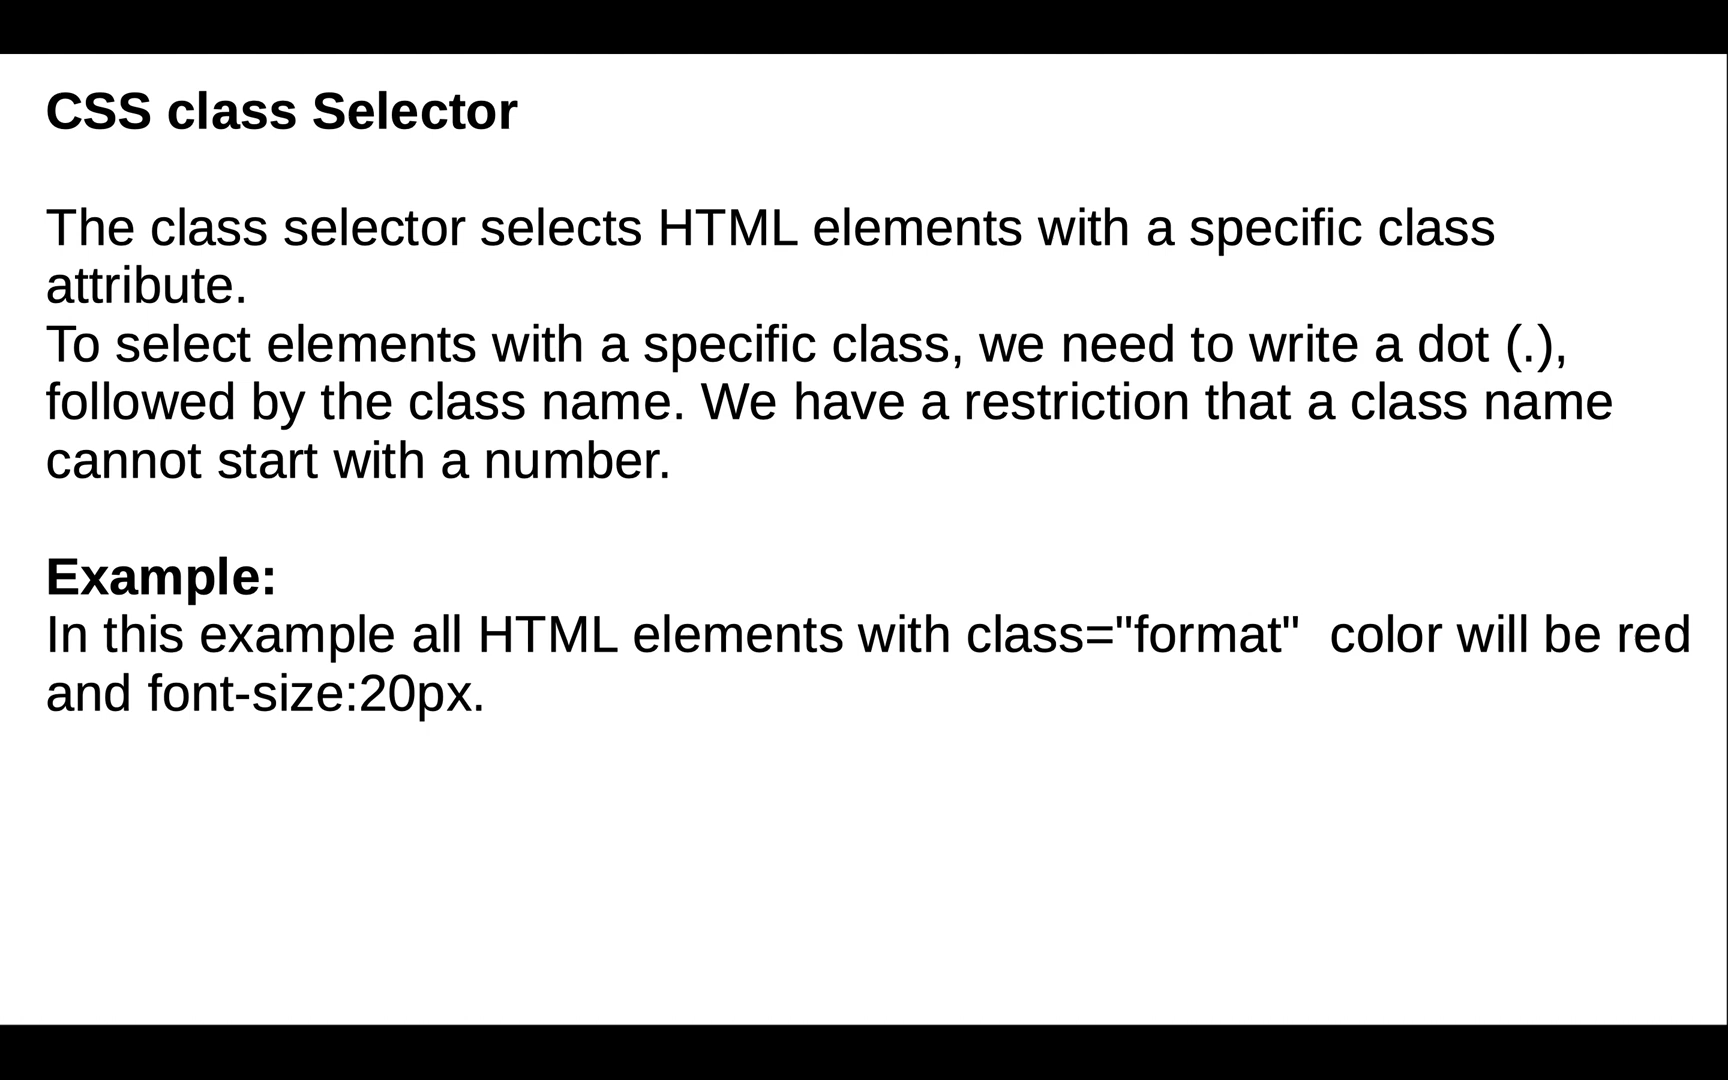 CSS class Selector
The class selector selects HTML elements with a specific class
attribute.
To select elements with a specific class, we need to write a dot (.),
followed by the class name. We have a restriction that a class name
cannot start with a number.
Example:
In this example all HTML elements with class="format"  color will be red
and font-size:20px.